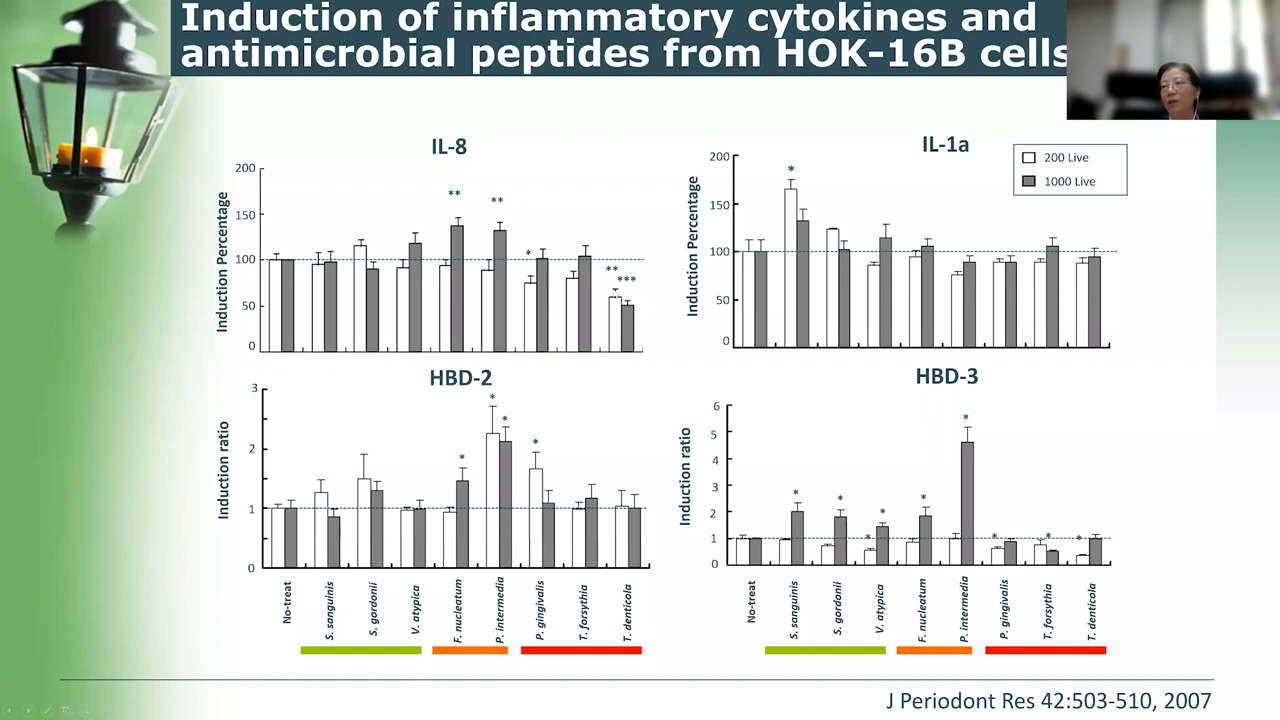 Induction of inflammatory cytokines and
antimicrobial peptides from HOK-16B cells
IL-8
Induction Percentage
200
150
100
50
0
**
**
*
**
***
IL-1a
Induction Percentage
200
150
100
50
0
*
200 Live
1000 Live
HBD-2
Induction ratio
3
2
1
0
*
*
*
*
No-treat
S. sanguinis
S. gordonii
V. atypica
F. nucleatum
P. intermedia
P. gingivalis
T. forsythia
T. denticola
HBD-3
Induction ratio
6
5
4
3
2
1
0
*
*
*
*
*
*
*
*
*
No-treat
S. sanguinis
S. gordonii
V. atypica
F. nucleatum
P. intermedia
P. gingivalis
T. forsythia
T. denticola
J Periodont Res 42:503-510, 2007